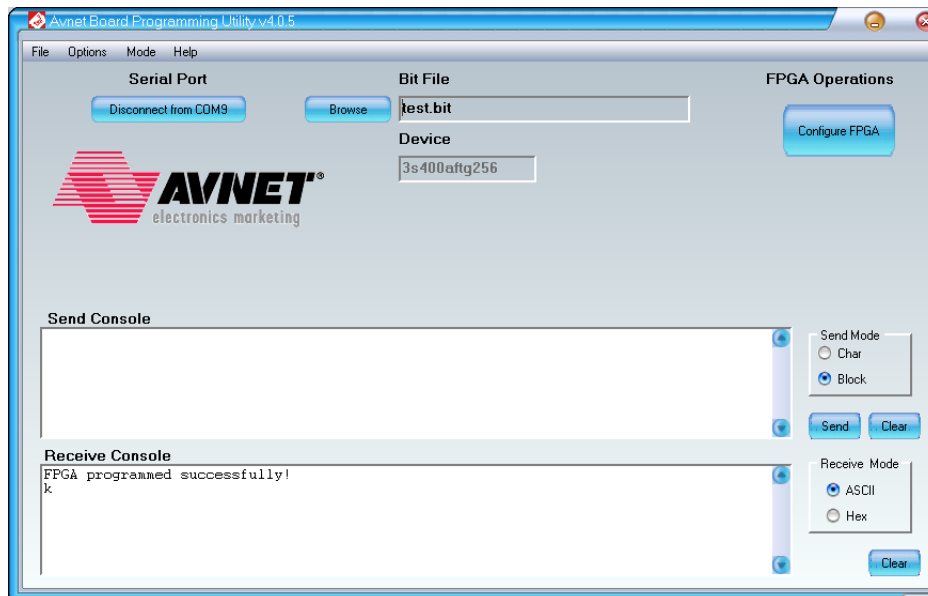 Avnet Board Programming Utility v4.0.5
File Options Mode Help
Serial Port
Bit File
FPGA Operations
Disconnect from COM9
Browse
test.bit
Configure FPGA
Device
3s400aftg256
AVNET®
electronics marketing
Send Console
Send Mode
Char
Block
Send Clear
Receive Console
FPGA programmed successfully!
k
Receive Mode
ASCII
Hex
Clear